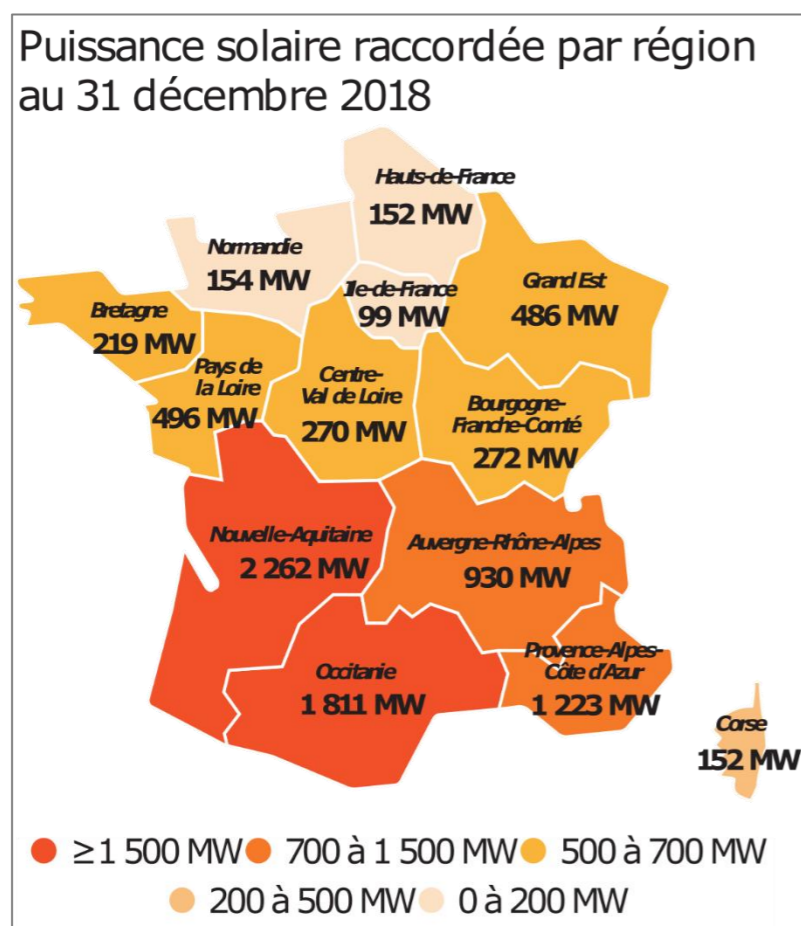 Puissance solaire raccordée par région
au 31 décembre 2018
Hauts-de-France
152 MW
Normandie
154 MW
Ile-de-France
99 MW
Grand Est
486 MW
Bretagne
219 MW
Pays de
la Loire
496 MW
Centre-
Val de Loire
270 MW
Bourgogne-
Franche-Comté
272 MW
Nouvelle-Aquitaine
2 262 MW
Auvergne-Rhône-Alpes
930 MW
Occitanie
1 811 MW
Provence-Alpes-
Côte d'Azur
1 223 MW
Corse
152 MW
≥ 1 500 MW 700 à 1 500 MW 500 à 700 MW
200 à 500 MW 0 à 200 MW